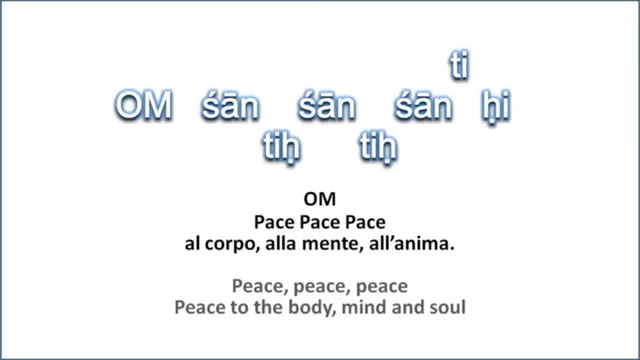 ti
OM śān śān śān ḥi
tiḥ tiḥ
OM
Pace Pace Pace
al corpo, alla mente, all’anima.
Peace, peace, peace
Peace to the body, mind and soul